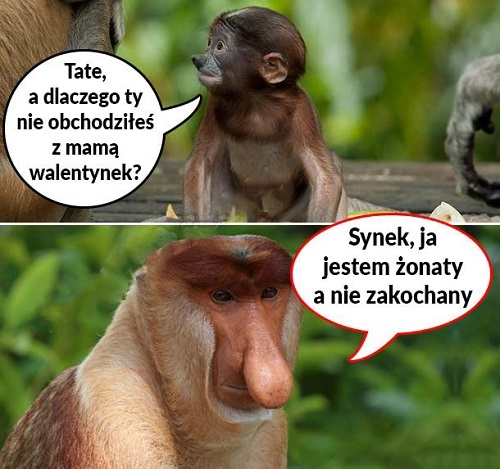 Tate,
a dlaczego ty
nie obchodziłeś
z mamą
walentynek?
Synek, ja
jestem żonaty
a nie zakochany